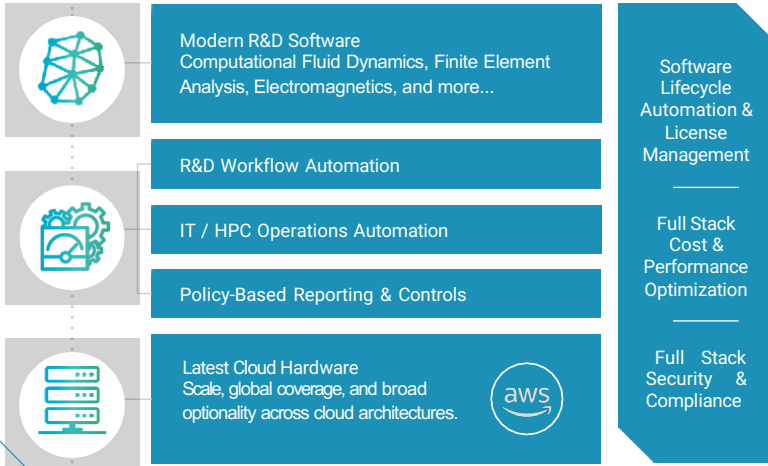 Modern R&D Software
Computational Fluid Dynamics, Finite Element
Analysis, Electromagnetics, and more...
R&D Workflow Automation
IT / HPC Operations Automation
Policy-Based Reporting & Controls
Latest Cloud Hardware
Scale, global coverage, and broad
optionality across cloud architectures.
aws
Software
Lifecycle
Automation &
License
Management
Full Stack
Cost &
Performance
Optimization
Full Stack
Security &
Compliance